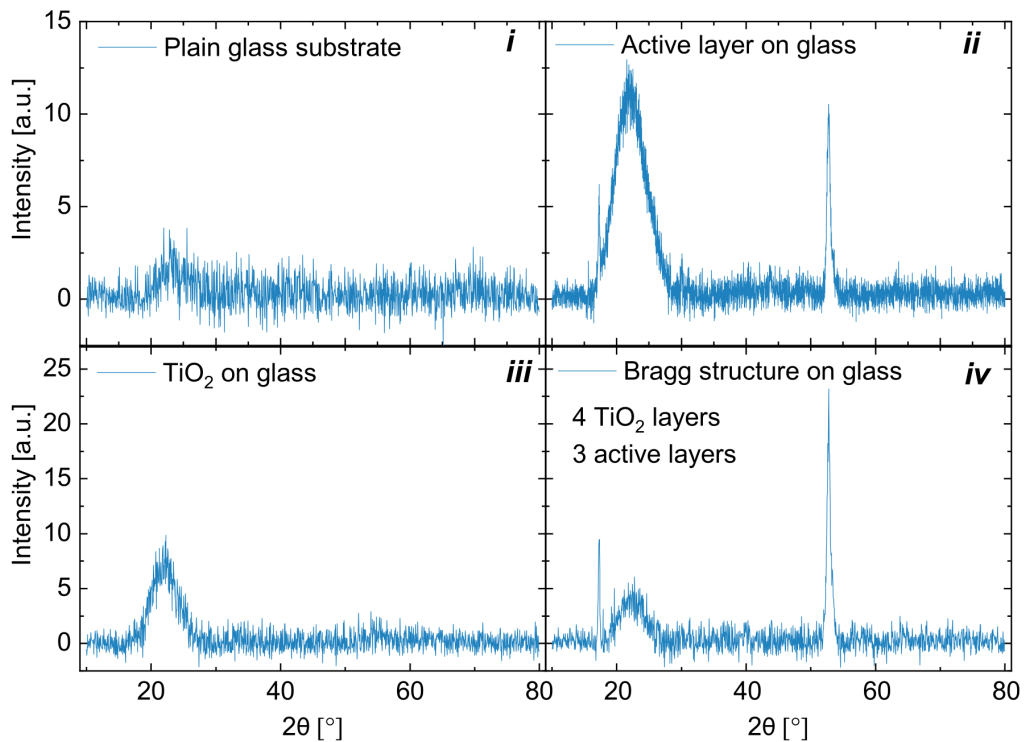 Plain glass substrate
i
Active layer on glass
ii
15
10
5
0
Intensity [a.u.]
TiO₂ on glass
iii
Bragg structure on glass
iv
4 TiO₂ layers
3 active layers
25
20
15
10
5
0
Intensity [a.u.]
20 40 60 80
20 40 60 80
2θ [°]
2θ [°]